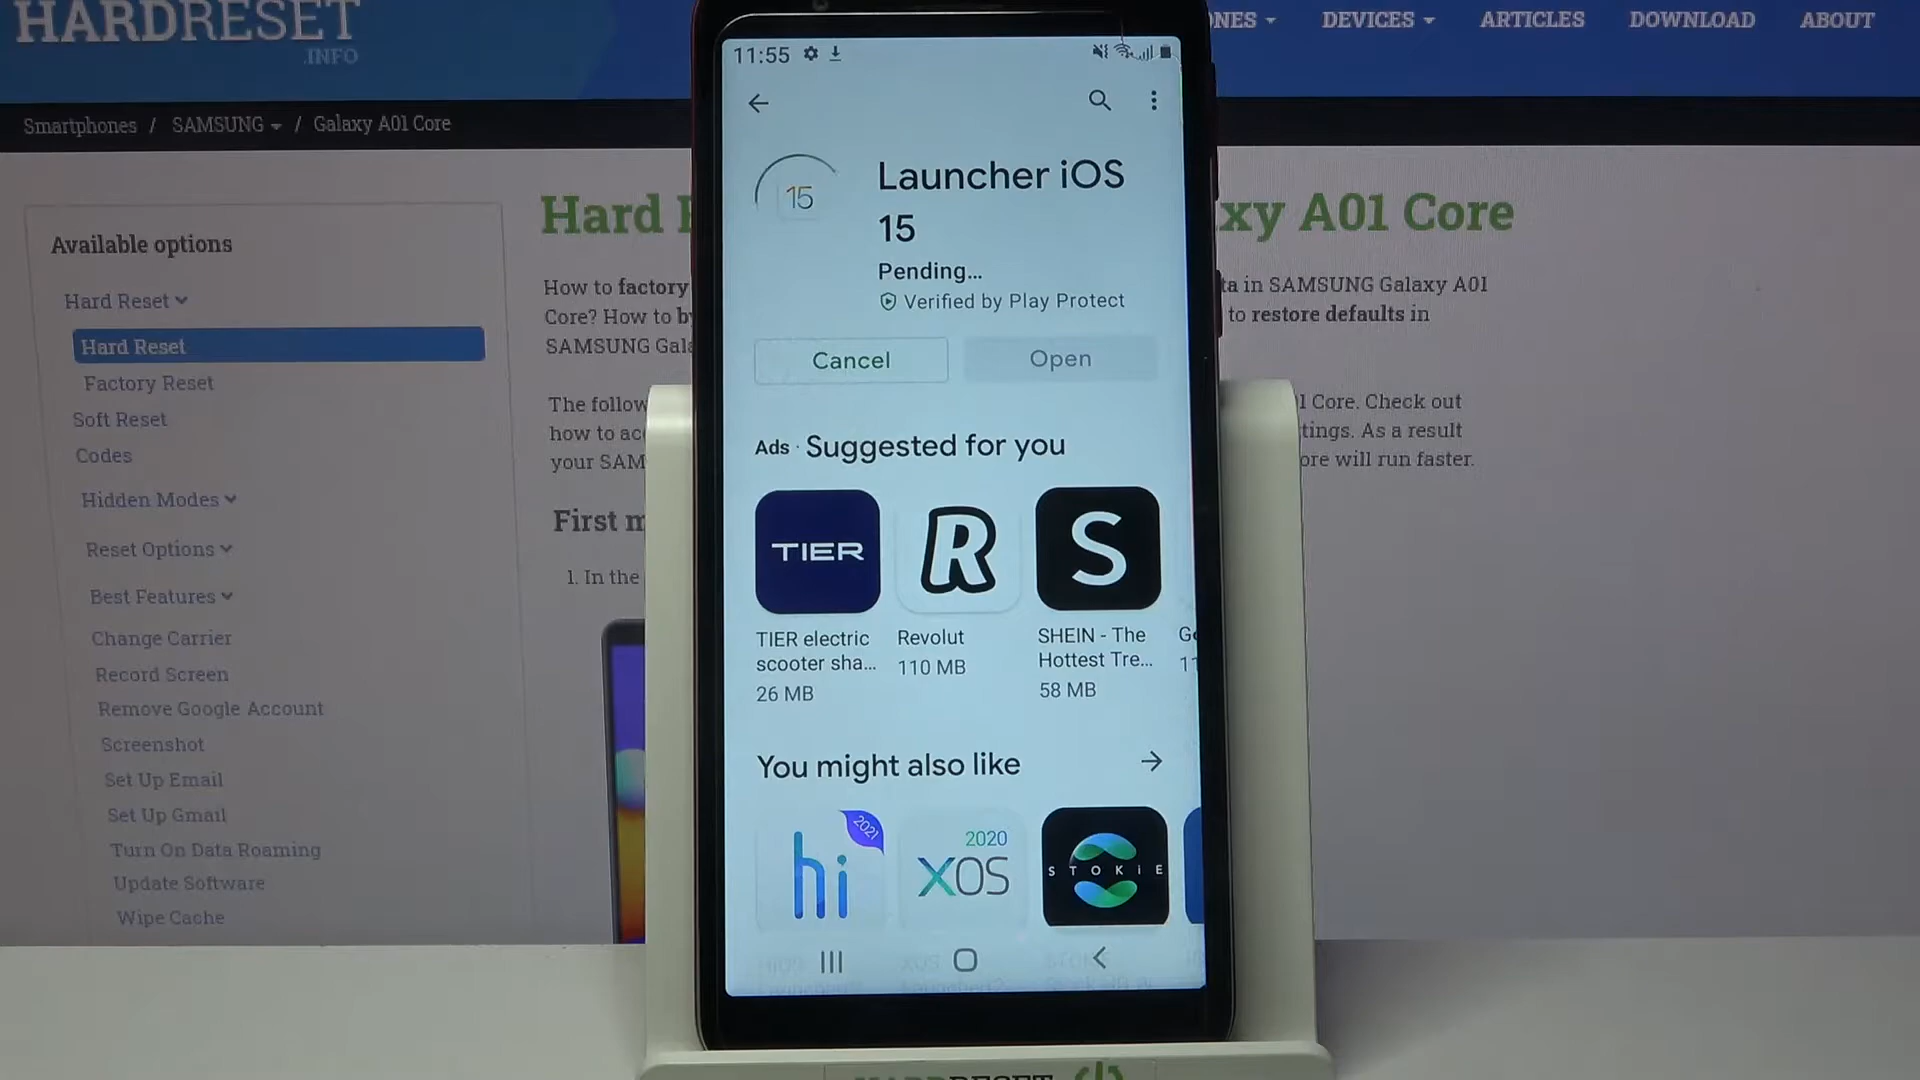 HARDRESET
.INFO
NES
DEVICES
ARTICLES
DOWNLOAD
ABOUT
Smartphones / SAMSUNG / Galaxy A01 Core
Available options
Hard Reset
Hard Reset
Factory Reset
Soft Reset
Codes
Hidden Modes
Reset Options
Best Features
Change Carrier
Record Screen
Remove Google Account
Screenshot
Set Up Email
Set Up Gmail
Turn On Data Roaming
Update Software
Wipe Cache
Hard
xy A01 Core
How to factory
ta in SAMSUNG Galaxy A01
Core? How to
to restore defaults in
SAMSUNG
The follow
Core. Check out
how to
tings. As a result
your SAM
ore will run faster.
First
1. In the
11:55
15
Launcher iOS
15
Pending...
Verified by Play Protect
Cancel
Open
Ads · Suggested for you
TIER
R
S
TIER electric
scooter sha...
26 MB
Revolut
110 MB
SHEIN - The
Hottest Tre...
58 MB
You might also like
2021
hi
2020
XOS
STOKiE